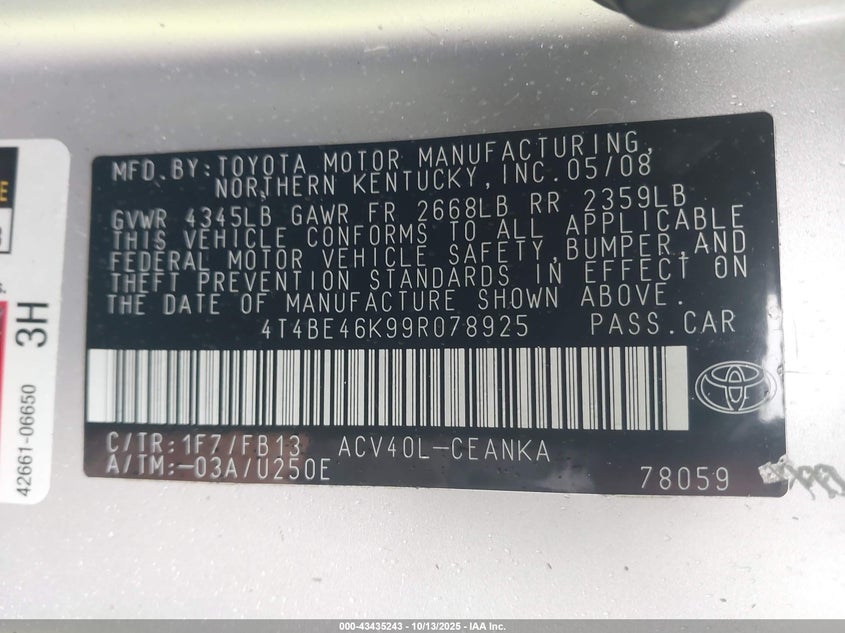 MFD.BY:TOYOTA MOTOR MANUFACTURING,
NORTHERN KENTUCKY,INC.05/08
GVWR 4345LB GAWR FR 2668LB RR 2359LB
THIS VEHICLE CONFORMS TO ALL APPLICABLE
FEDERAL MOTOR VEHICLE SAFETY,BUMPER,AND
THEFT PREVENTION STANDARDS IN EFFECT ON
THE DATE OF MANUFACTURE SHOWN ABOVE.
4T4BE46K99R078925 PASS.CAR
C/TR:1F7/FB13 ACV40L-CEANKA
A/TM:-03A/U250E
78059
42661-06650
3H
000-43435243 - 10/13/2025 - IAA Inc.